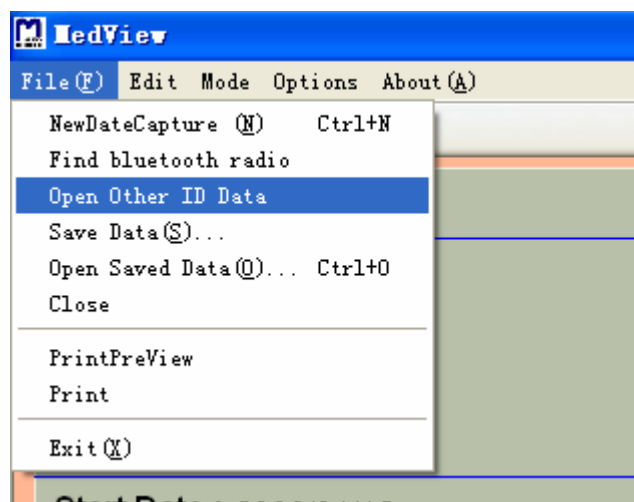 MedView
File(F) Edit Mode Options About(A)
NewDateCapture (N) Ctrl+N
Find bluetooth radio
Open Other ID Data
Save Data(S)...
Open Saved Data(O)... Ctrl+O
Close
PrintPreView
Print
Exit(X)